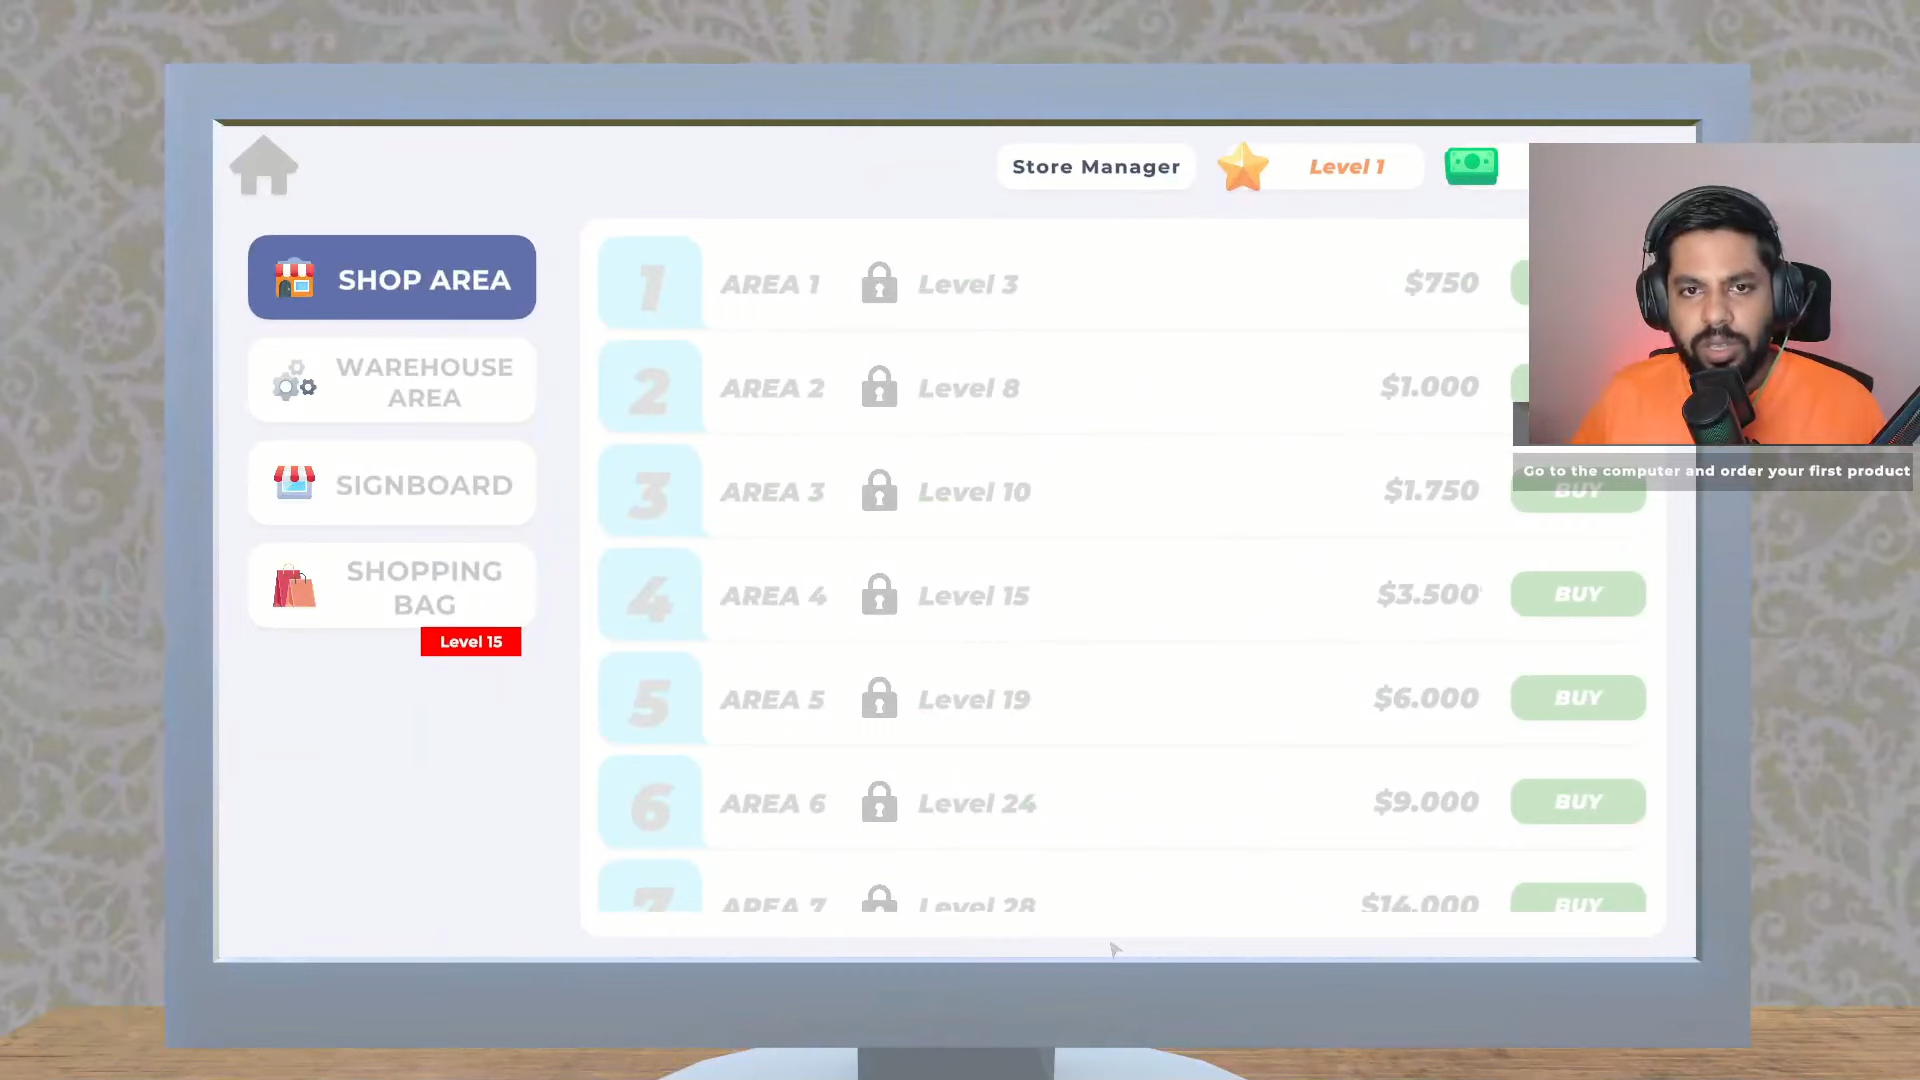 Store Manager
Level 1
SHOP AREA
WAREHOUSE
AREA
SIGNBOARD
SHOPPING
BAG
Level 15
1 AREA 1 Level 3 $750
2 AREA 2 Level 8 $1.000
3 AREA 3 Level 10 $1.750 BUY
4 AREA 4 Level 15 $3.500 BUY
5 AREA 5 Level 19 $6.000 BUY
6 AREA 6 Level 24 $9.000 BUY
7 AREA 7 Level 28 $14.000 BUY
Go to the computer and order your first product